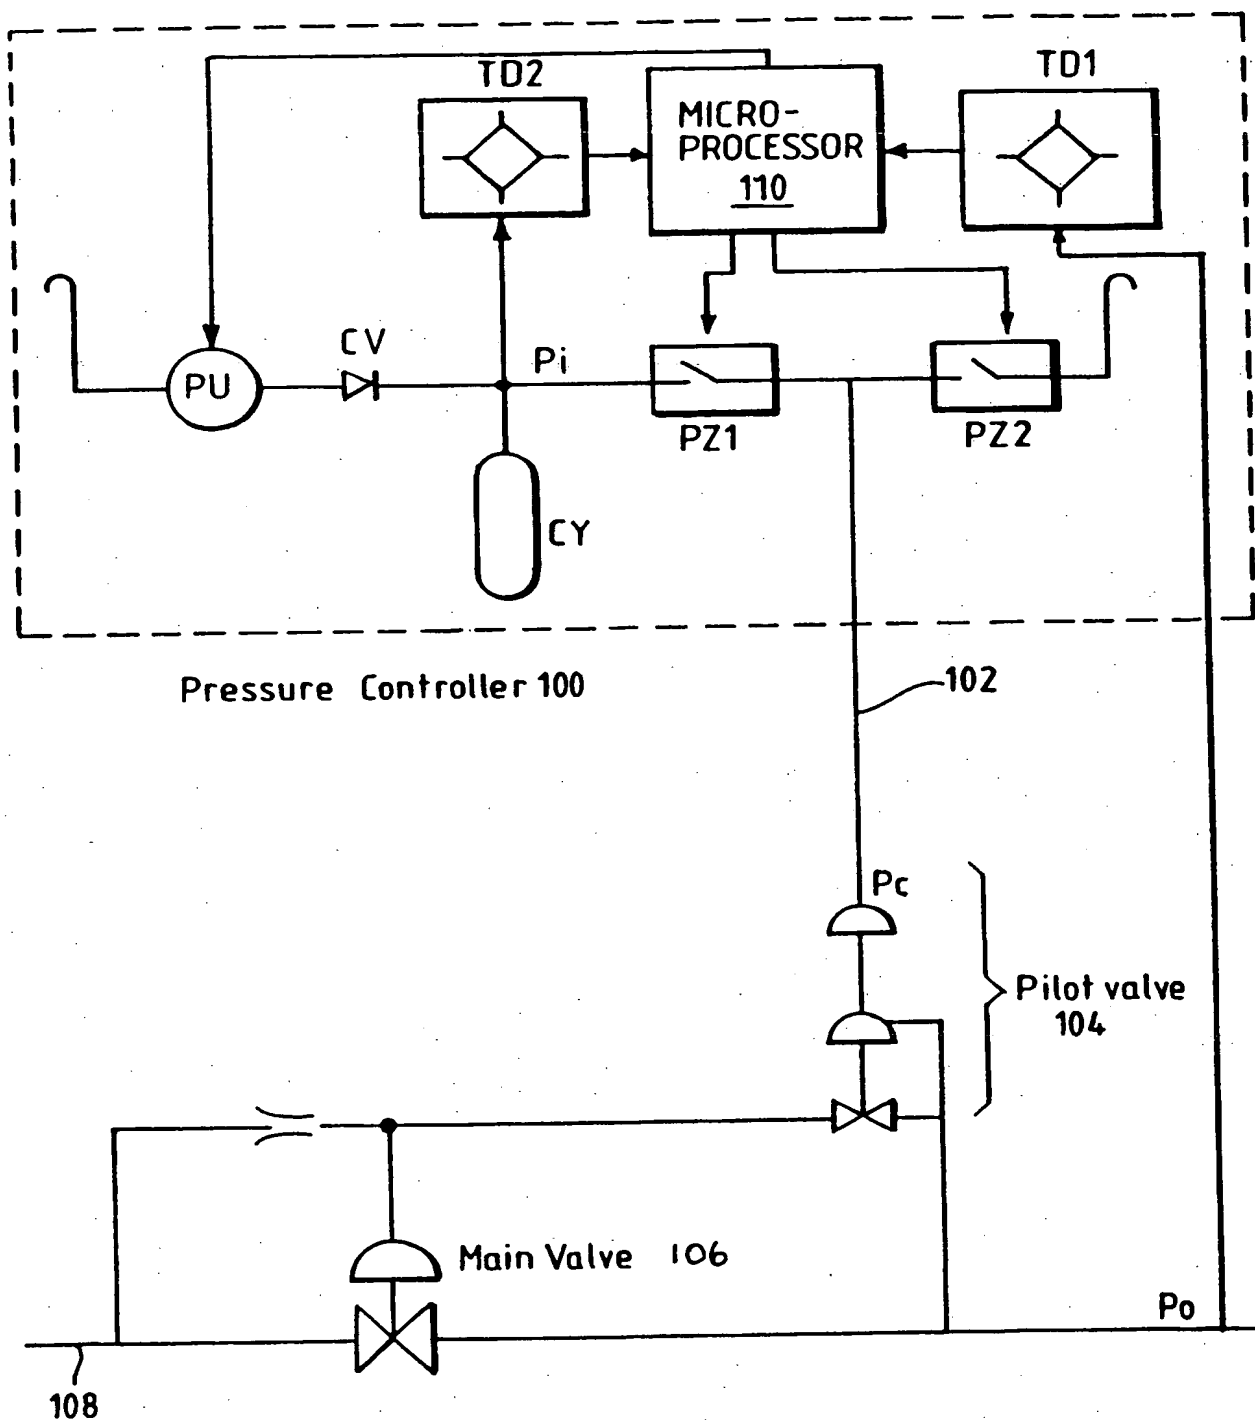 TD2
TD1
MICRO-
PROCESSOR
110
CV
Pi
PU
PZ1
PZ2
CY
Pressure Controller 100
102
Pc
Pilot valve
104
Main Valve 106
Po
108